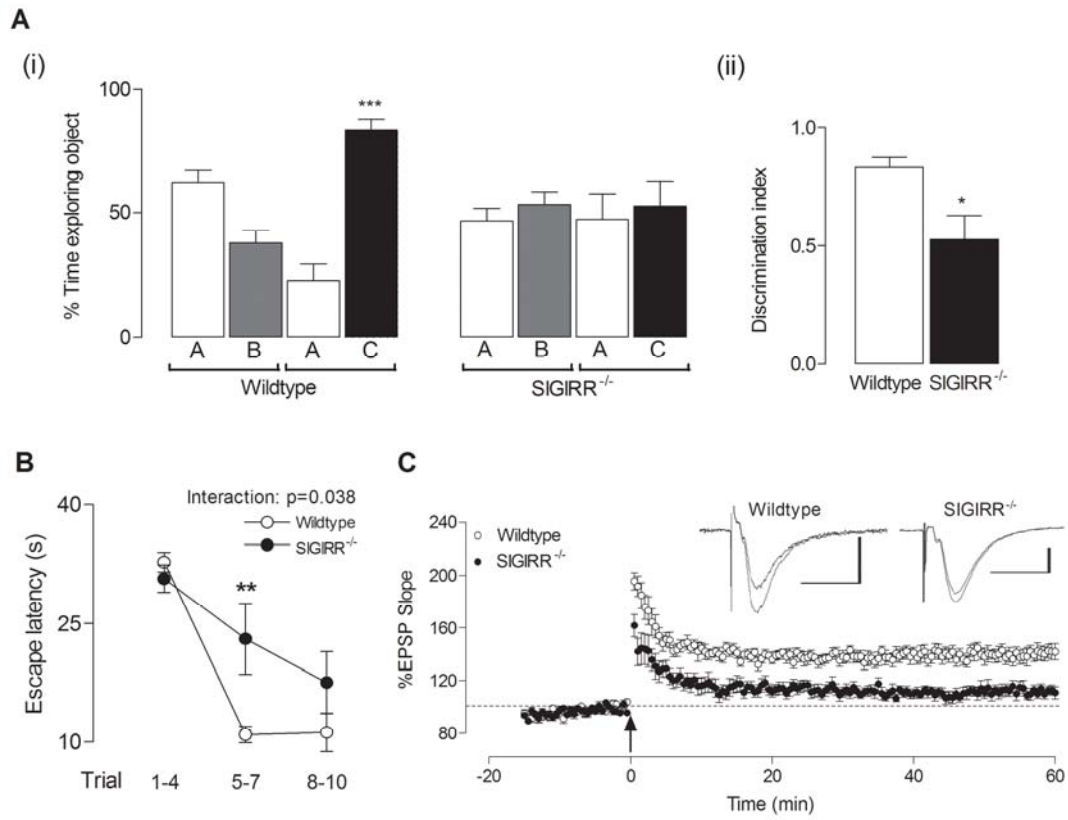 A
(i)
(ii)
% Time exploring object
100
50
0
A B A C
Wildtype
***
A B A C
SIGIRR-/-
Discrimination index
1.0
0.5
0.0
*
Wildtype SIGIRR-/-
B
Interaction: p=0.038
Wildtype
SIGIRR-/-
Escape latency (s)
40
25
10
**
Trial 1-4 5-7 8-10
C
Wildtype
SIGIRR-/-
Wildtype SIGIRR-/-
%EPSP Slope
240
200
160
120
80
-20 0 20 40 60
Time (min)